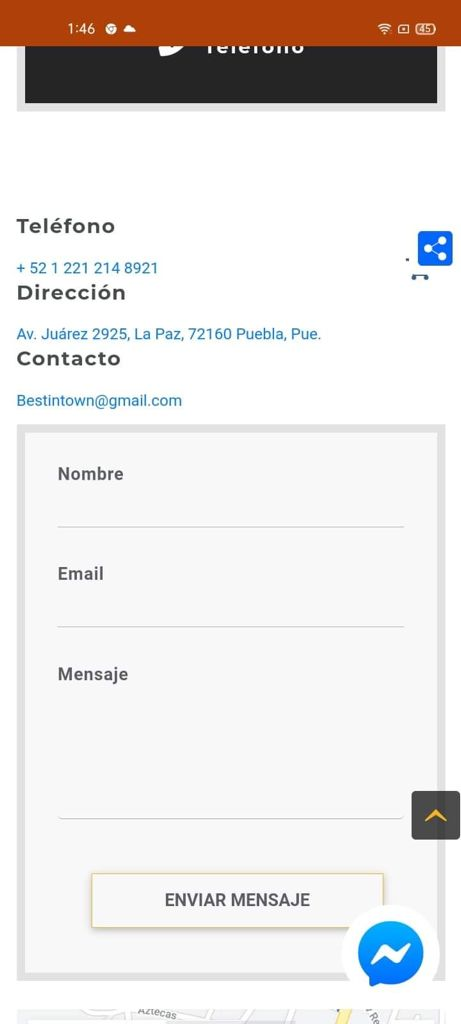 1:46
45
Teléfono
Teléfono
+ 52 1 221 214 8921
Dirección
Av. Juárez 2925, La Paz, 72160 Puebla, Pue.
Contacto
Bestintown@gmail.com
Nombre
Email
Mensaje
ENVIAR MENSAJE
Aztecas